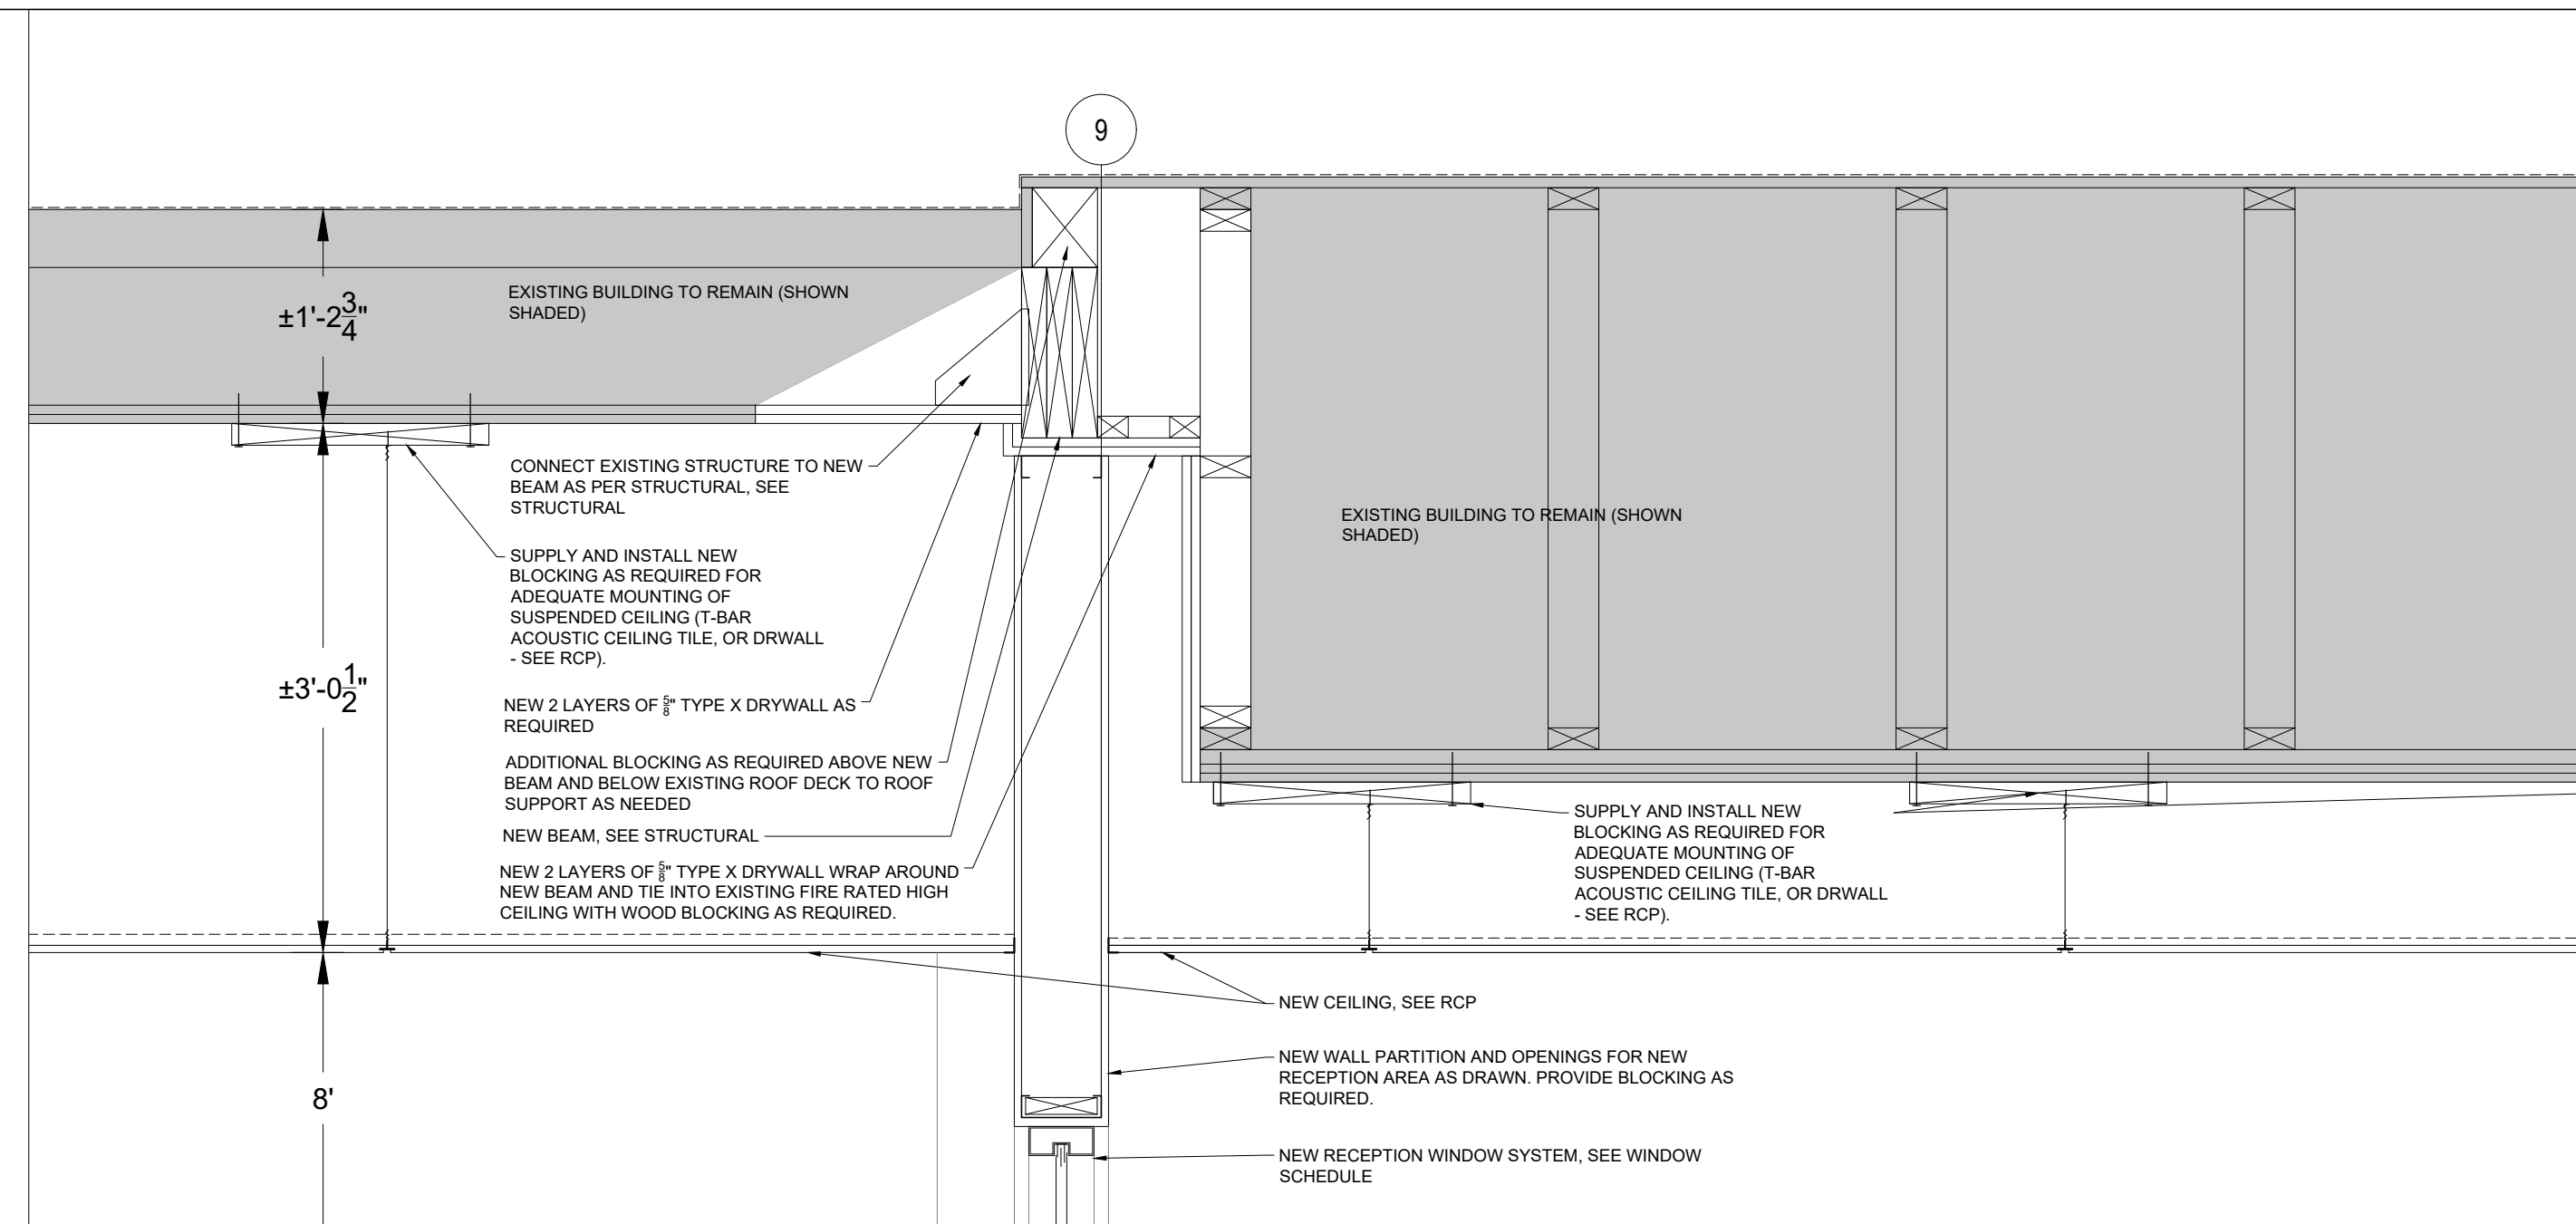 9
±1'-2 3/4"
EXISTING BUILDING TO REMAIN (SHOWN
SHADED)
CONNECT EXISTING STRUCTURE TO NEW
BEAM AS PER STRUCTURAL, SEE
STRUCTURAL
EXISTING BUILDING TO REMAIN (SHOWN
SHADED)
SUPPLY AND INSTALL NEW
BLOCKING AS REQUIRED FOR
ADEQUATE MOUNTING OF
SUSPENDED CEILING (T-BAR
ACOUSTIC CEILING TILE, OR DRWALL
- SEE RCP).
±3'-0 1/2"
NEW 2 LAYERS OF 5/8" TYPE X DRYWALL AS
REQUIRED
ADDITIONAL BLOCKING AS REQUIRED ABOVE NEW
BEAM AND BELOW EXISTING ROOF DECK TO ROOF
SUPPORT AS NEEDED
NEW BEAM, SEE STRUCTURAL
NEW 2 LAYERS OF 5/8" TYPE X DRYWALL WRAP AROUND
NEW BEAM AND TIE INTO EXISTING FIRE RATED HIGH
CEILING WITH WOOD BLOCKING AS REQUIRED.
SUPPLY AND INSTALL NEW
BLOCKING AS REQUIRED FOR
ADEQUATE MOUNTING OF
SUSPENDED CEILING (T-BAR
ACOUSTIC CEILING TILE, OR DRWALL
- SEE RCP).
NEW CEILING, SEE RCP
NEW WALL PARTITION AND OPENINGS FOR NEW
RECEPTION AREA AS DRAWN. PROVIDE BLOCKING AS
REQUIRED.
8'
NEW RECEPTION WINDOW SYSTEM, SEE WINDOW
SCHEDULE